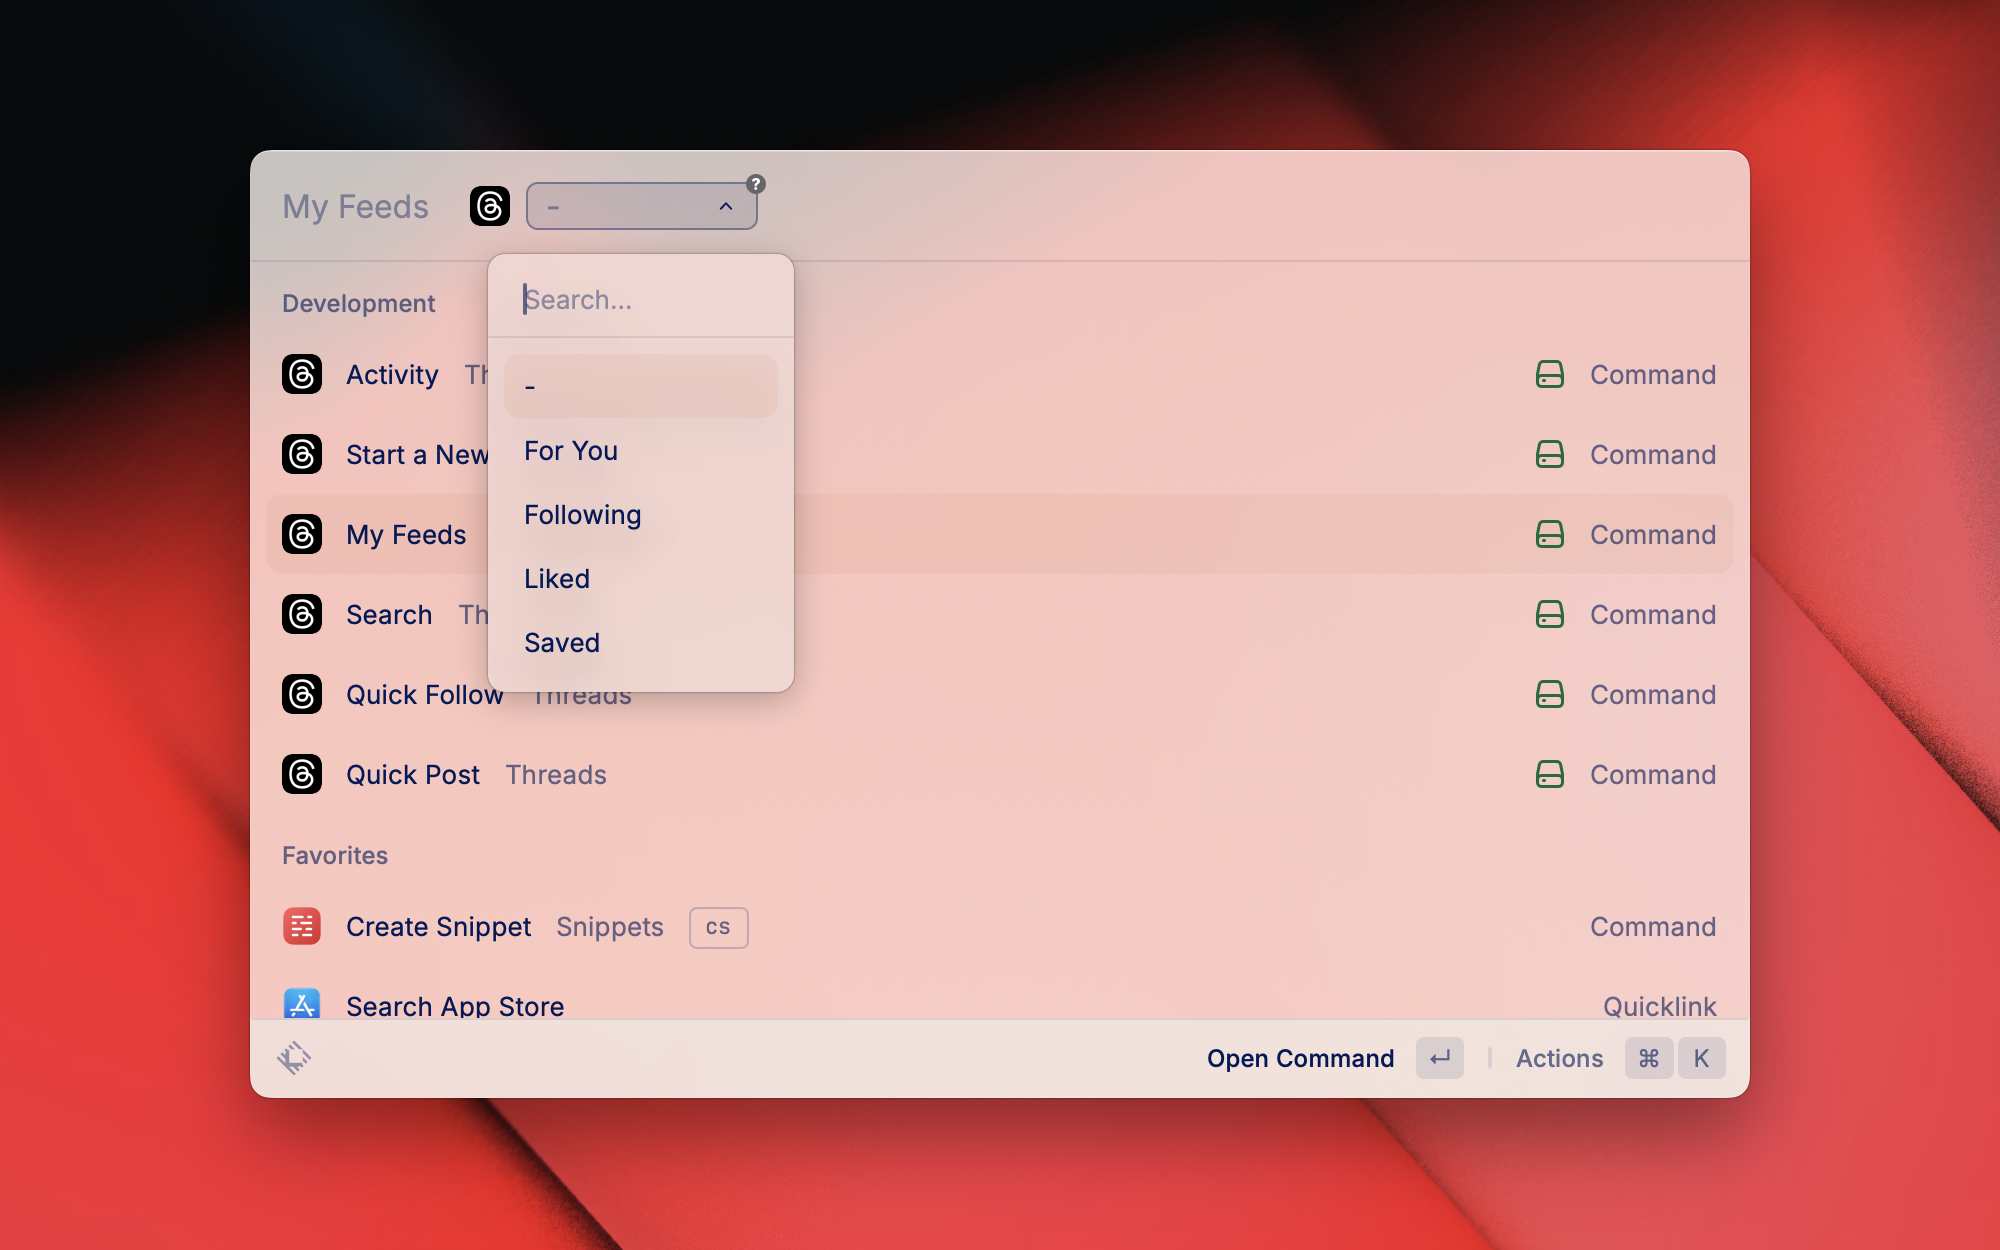 My Feeds
-
?
Search...
-
For You
Following
Liked
Saved
Development
Activity Command
Start a New Command
My Feeds Command
Search Th Command
Quick Follow Threads Command
Quick Post Threads Command
Favorites
Create Snippet Snippets cs Command
Search App Store Quicklink
Open Command ↵ | Actions ⌘ K